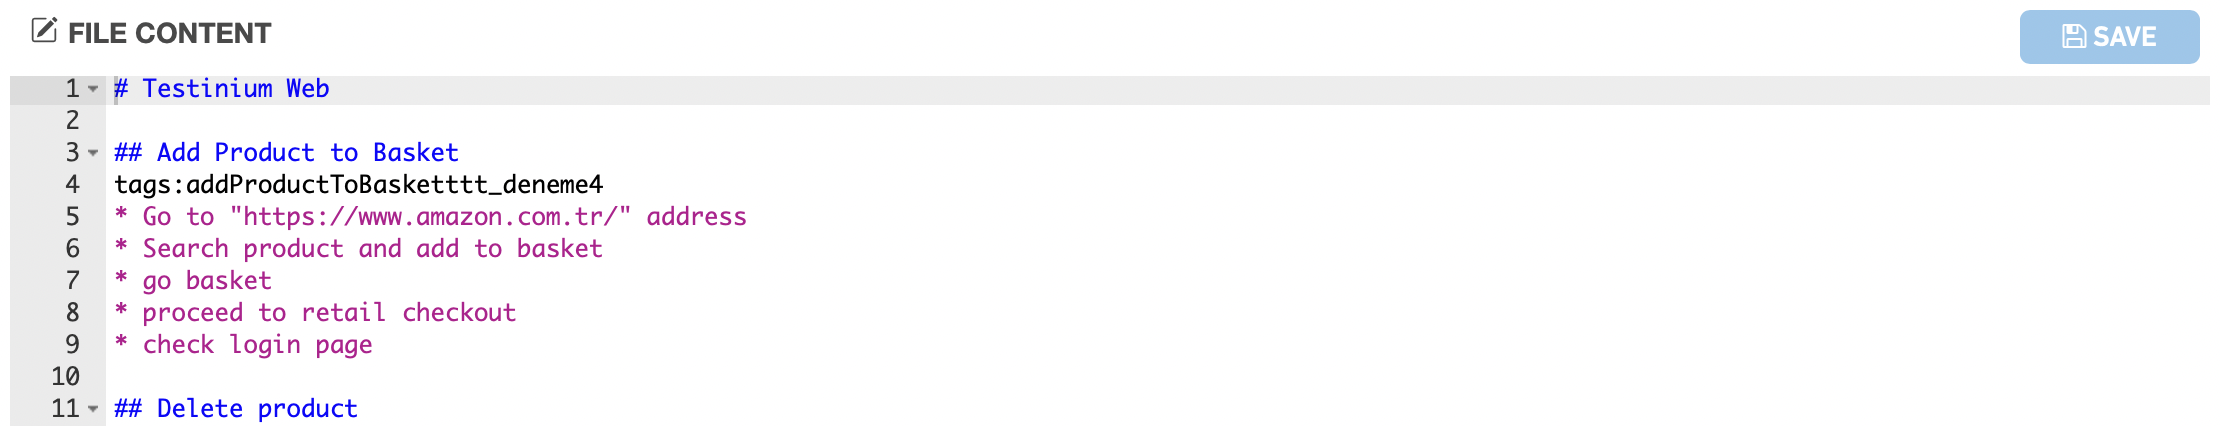 FILE CONTENT
SAVE
1 # Testinium Web
2
3 ## Add Product to Basket
4 tags:addProductToBasketttt_deneme4
5 * Go to "https://www.amazon.com.tr/" address
6 * Search product and add to basket
7 * go basket
8 * proceed to retail checkout
9 * check login page
10
11 ## Delete product